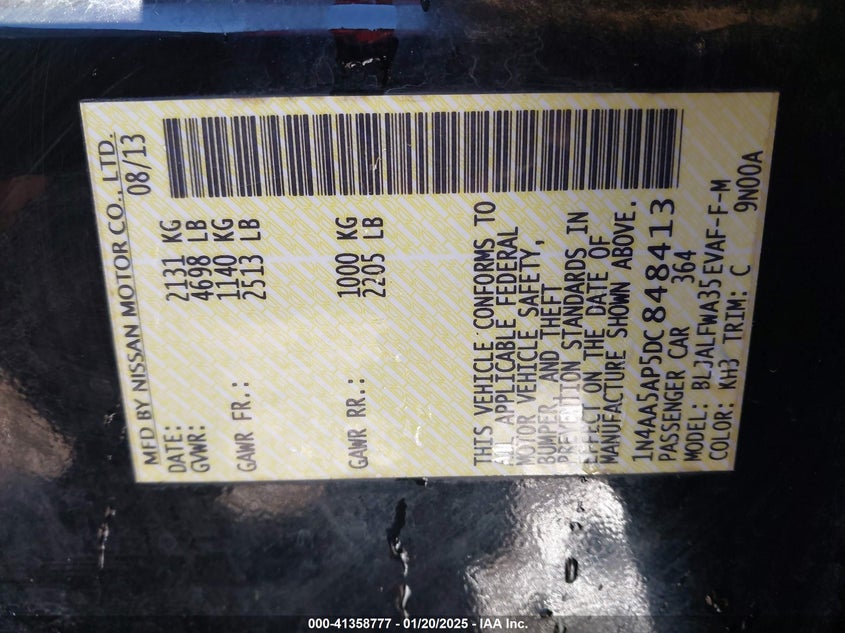 MFD BY NISSAN MOTOR CO., LTD.
DATE: 08/13
GVWR: 2131 KG
4698 LB
GAWR FR.: 1140 KG
2513 LB
GAWR RR.: 1000 KG
2205 LB
THIS VEHICLE CONFORMS TO
ALL APPLICABLE FEDERAL
MOTOR VEHICLE SAFETY,
BUMPER, AND THEFT
PREVENTION STANDARDS IN
EFFECT ON THE DATE OF
MANUFACTURE SHOWN ABOVE.
1N4AA5AP5DC848413
PASSENGER CAR 364
MODEL: BLJALFWA35EVAF-F-M
COLOR: KH3 TRIM: C 9N00A
000-41358777 - 01/20/2025 - IAA Inc.